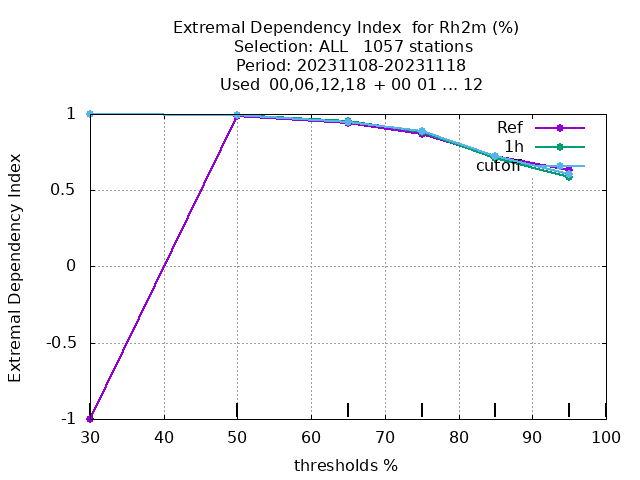 Extremal Dependency Index  for Rh2m (%)
Selection: ALL   1057 stations
Period: 20231108-20231118
Used  00,06,12,18  + 00 01 ... 12
Ref
1h
cutoff
1
0.5
0
-0.5
-1
Extremal Dependency Index
30 40 50 60 70 80 90 100
thresholds %